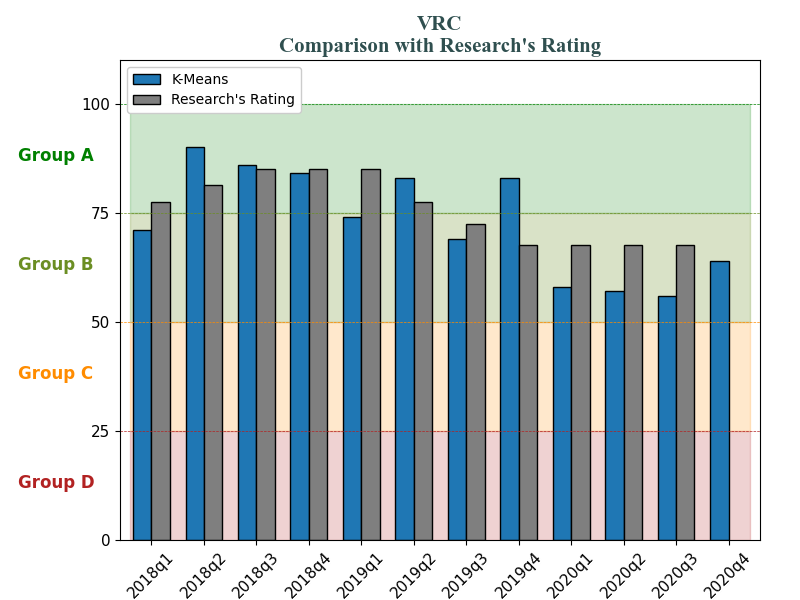 VRC
Comparison with Research's Rating
K-Means
Research's Rating
100
Group A
75
Group B
50
Group C
25
Group D
0
2018q1
2018q2
2018q3
2018q4
2019q1
2019q2
2019q3
2019q4
2020q1
2020q2
2020q3
2020q4